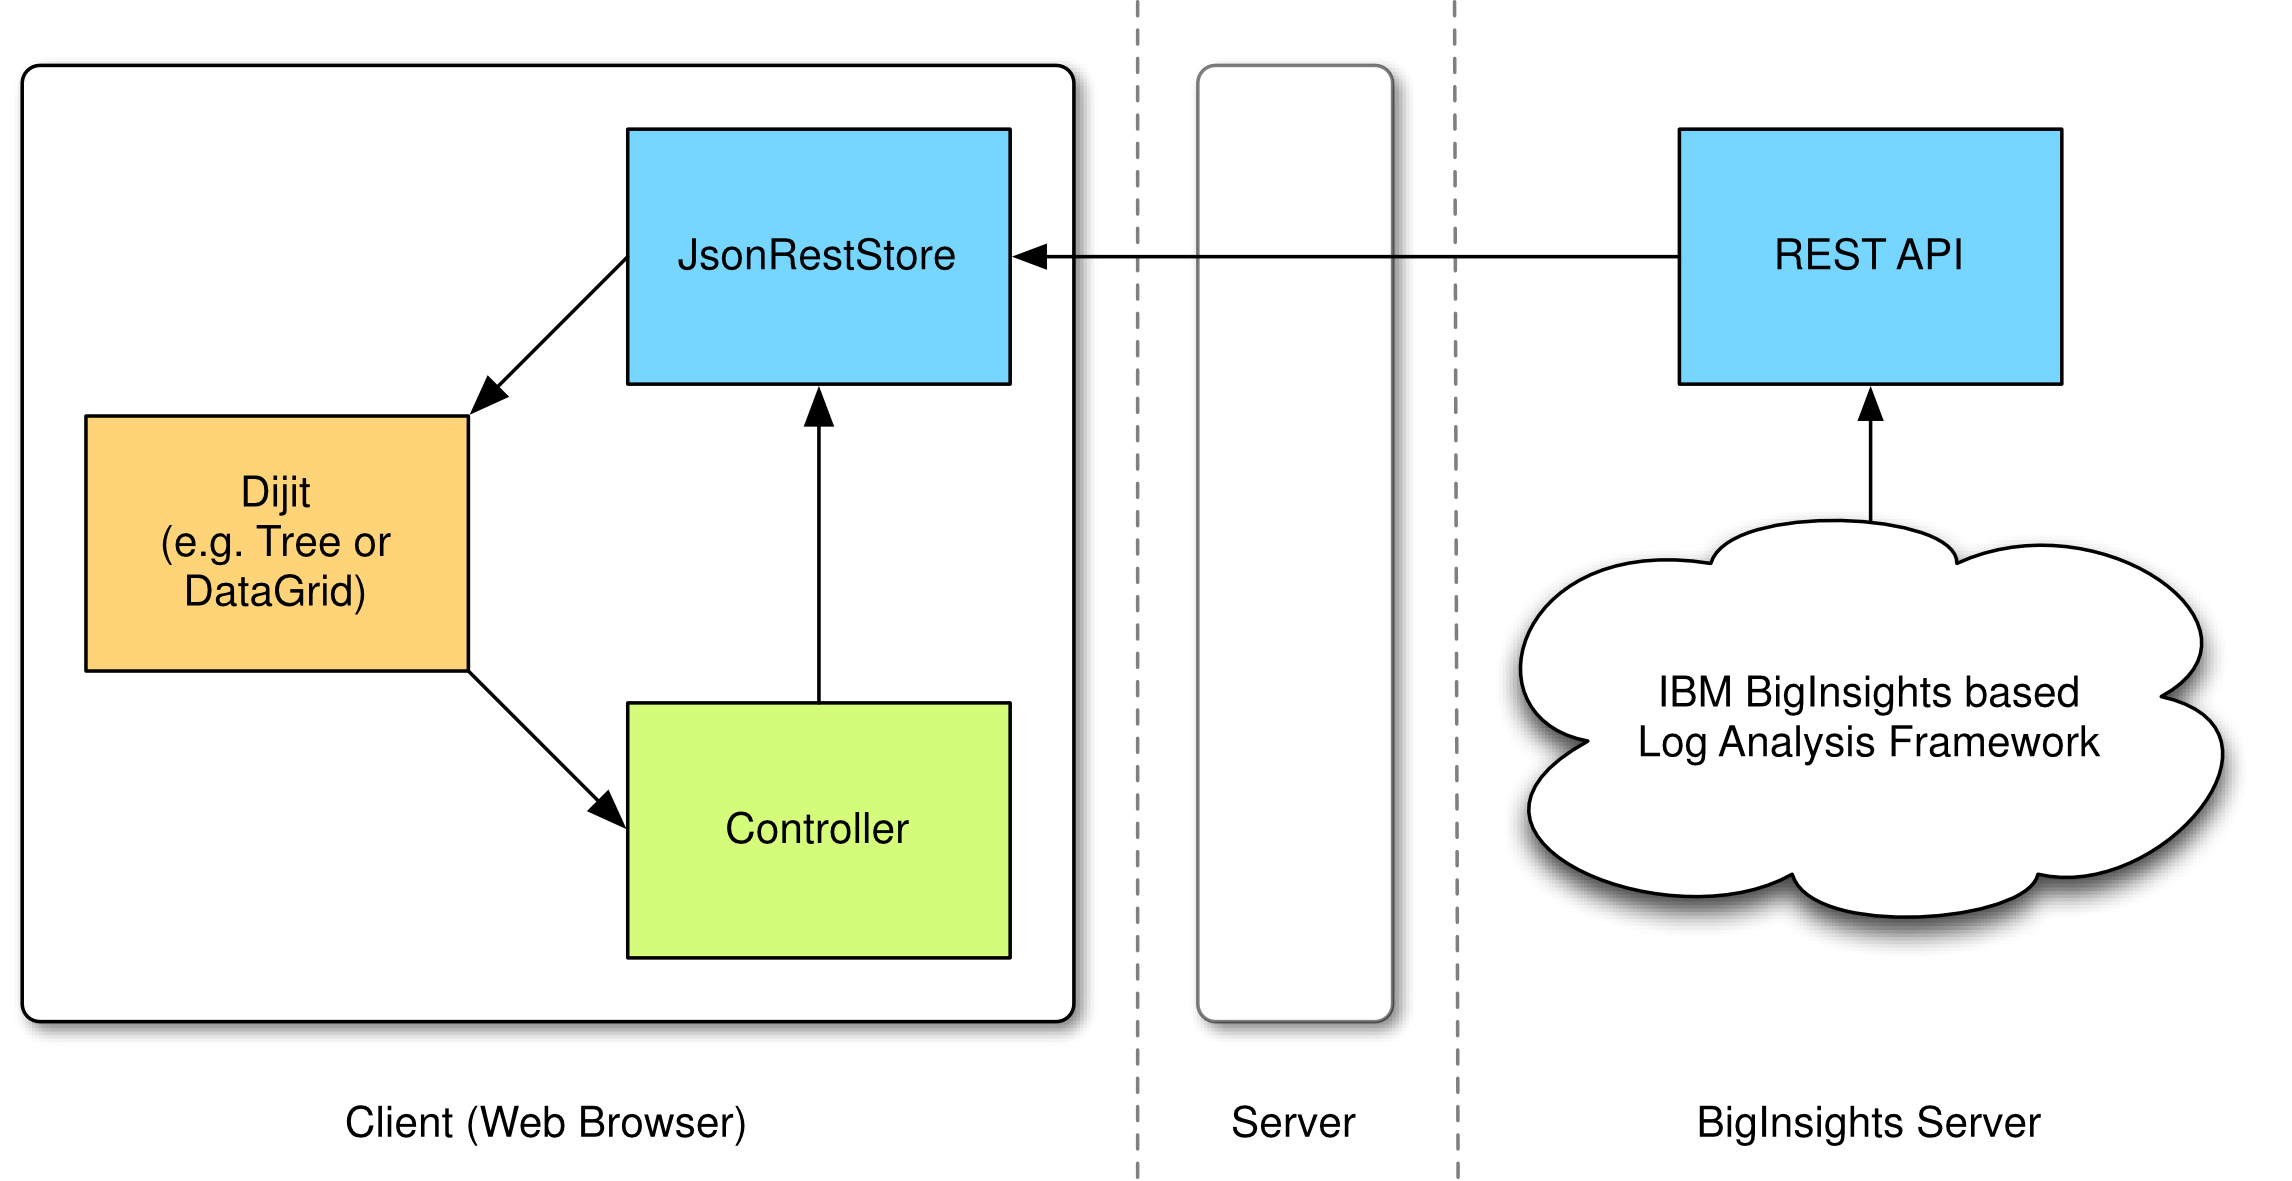 JsonRestStore
REST API
Dijit
(e.g. Tree or
DataGrid)
IBM BigInsights based
Log Analysis Framework
Controller
Client (Web Browser)
Server
BigInsights Server